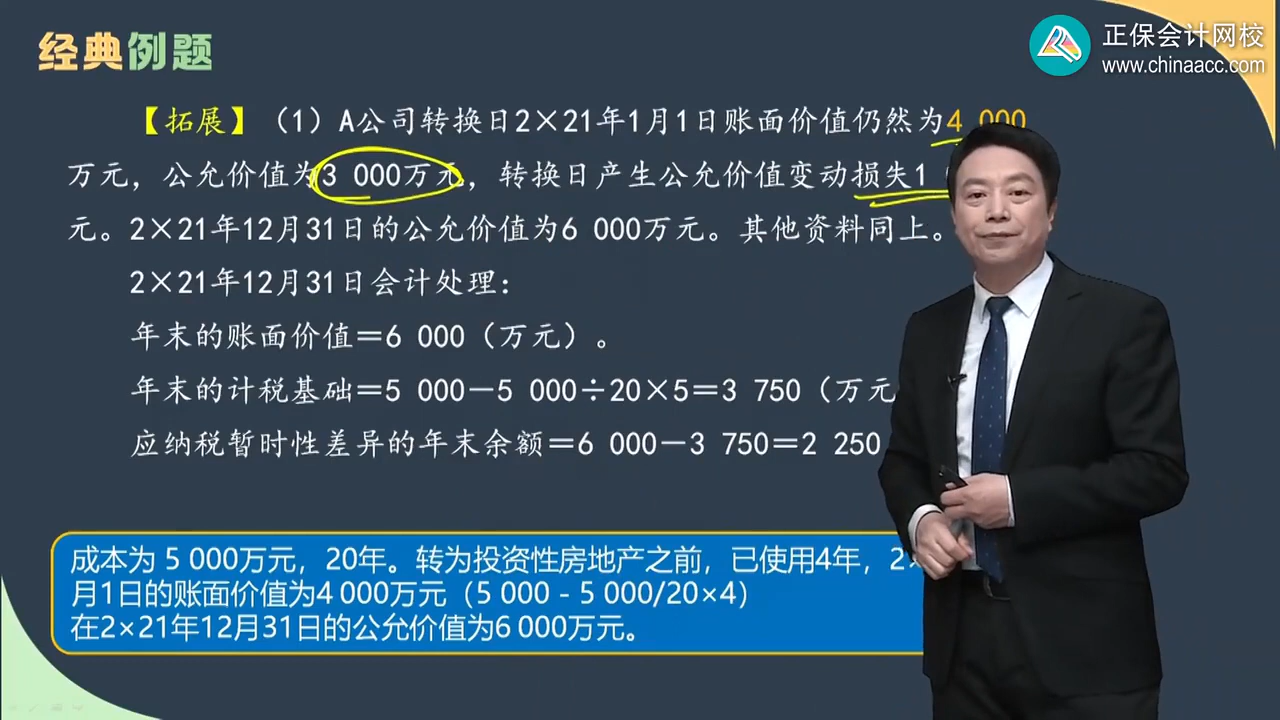 经典例题
正保会计网校
www.chinaacc.com
【拓展】（1）A公司转换日2×21年1月1日账面价值仍然为4 000
万元，公允价值为3 000万元，转换日产生公允价值变动损失1
元。2×21年12月31日的公允价值为6 000万元。其他资料同上。
2×21年12月31日会计处理：
年末的账面价值＝6 000（万元）。
年末的计税基础＝5 000－5 000÷20×5＝3 750（万元
应纳税暂时性差异的年末余额＝6 000－3 750＝2 250
成本为 5 000万元，20年。转为投资性房地产之前，已使用4年，2
月1日的账面价值为4 000万元（5 000 - 5 000/20×4）
在2×21年12月31日的公允价值为6 000万元。